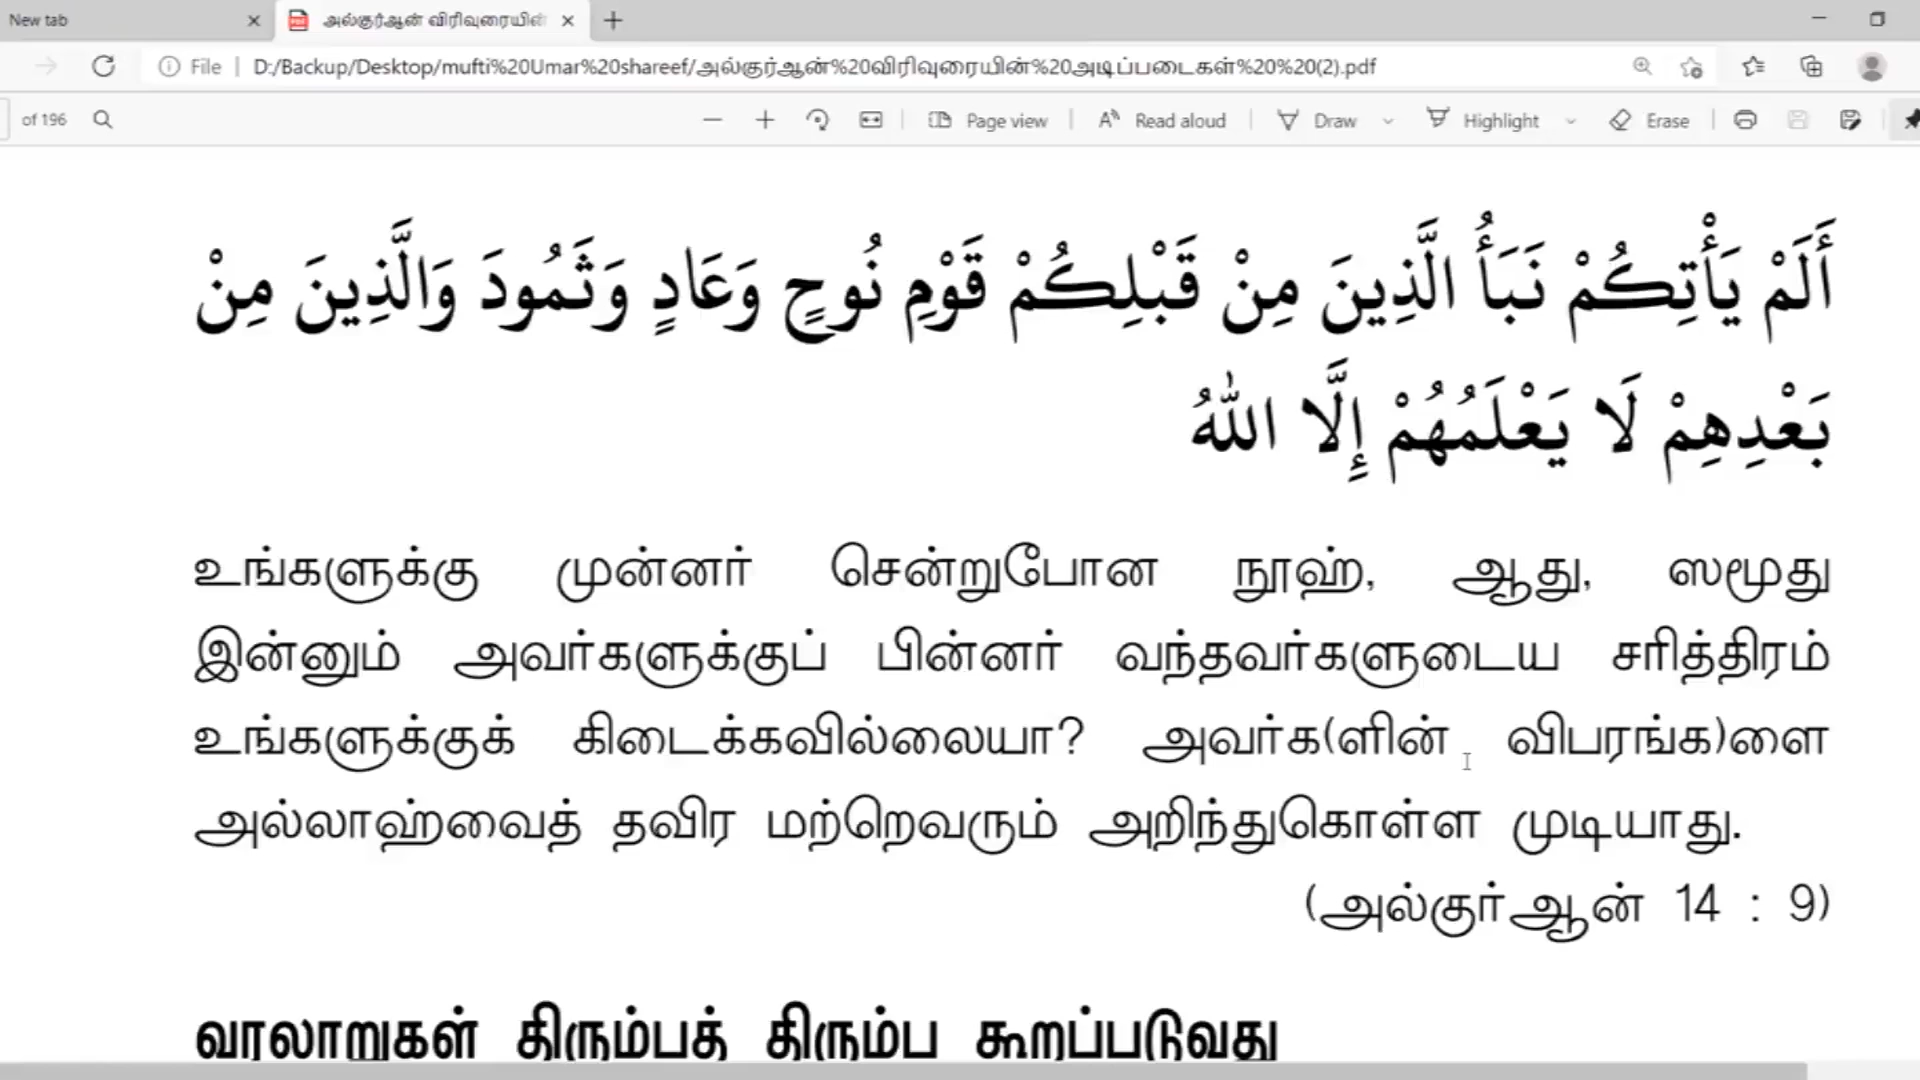 New tab
அல்குர்ஆன் விரிவுரையின்
File D:/Backup/Desktop/mufti%20Umar%20shareef/அல்குர்ஆன்%20விரிவுரையின்%20அடிப்படைகள்%20%20(2).pdf
of 196 Page view Read aloud Draw Highlight Erase
أَلَمْ يَأْتِكُمْ نَبَأُ الَّذِينَ مِنْ قَبْلِكُمْ قَوْمِ نُوحٍ وَعَادٍ وَثَمُودَ وَالَّذِينَ مِنْ
بَعْدِهِمْ لَا يَعْلَمُهُمْ إِلَّا اللَّهُ
உங்களுக்கு முன்னர் சென்றுபோன நூஹ், ஆது, ஸமூது
இன்னும் அவர்களுக்குப் பின்னர் வந்தவர்களுடைய சரித்திரம்
உங்களுக்குக் கிடைக்கவில்லையா? அவர்க(ளின் விபரங்க)ளை
அல்லாஹ்வைத் தவிர மற்றெவரும் அறிந்துகொள்ள முடியாது.
(அல்குர்ஆன் 14 : 9)
வரலாறுகள் திரும்பத் திரும்ப கூறப்படுவது